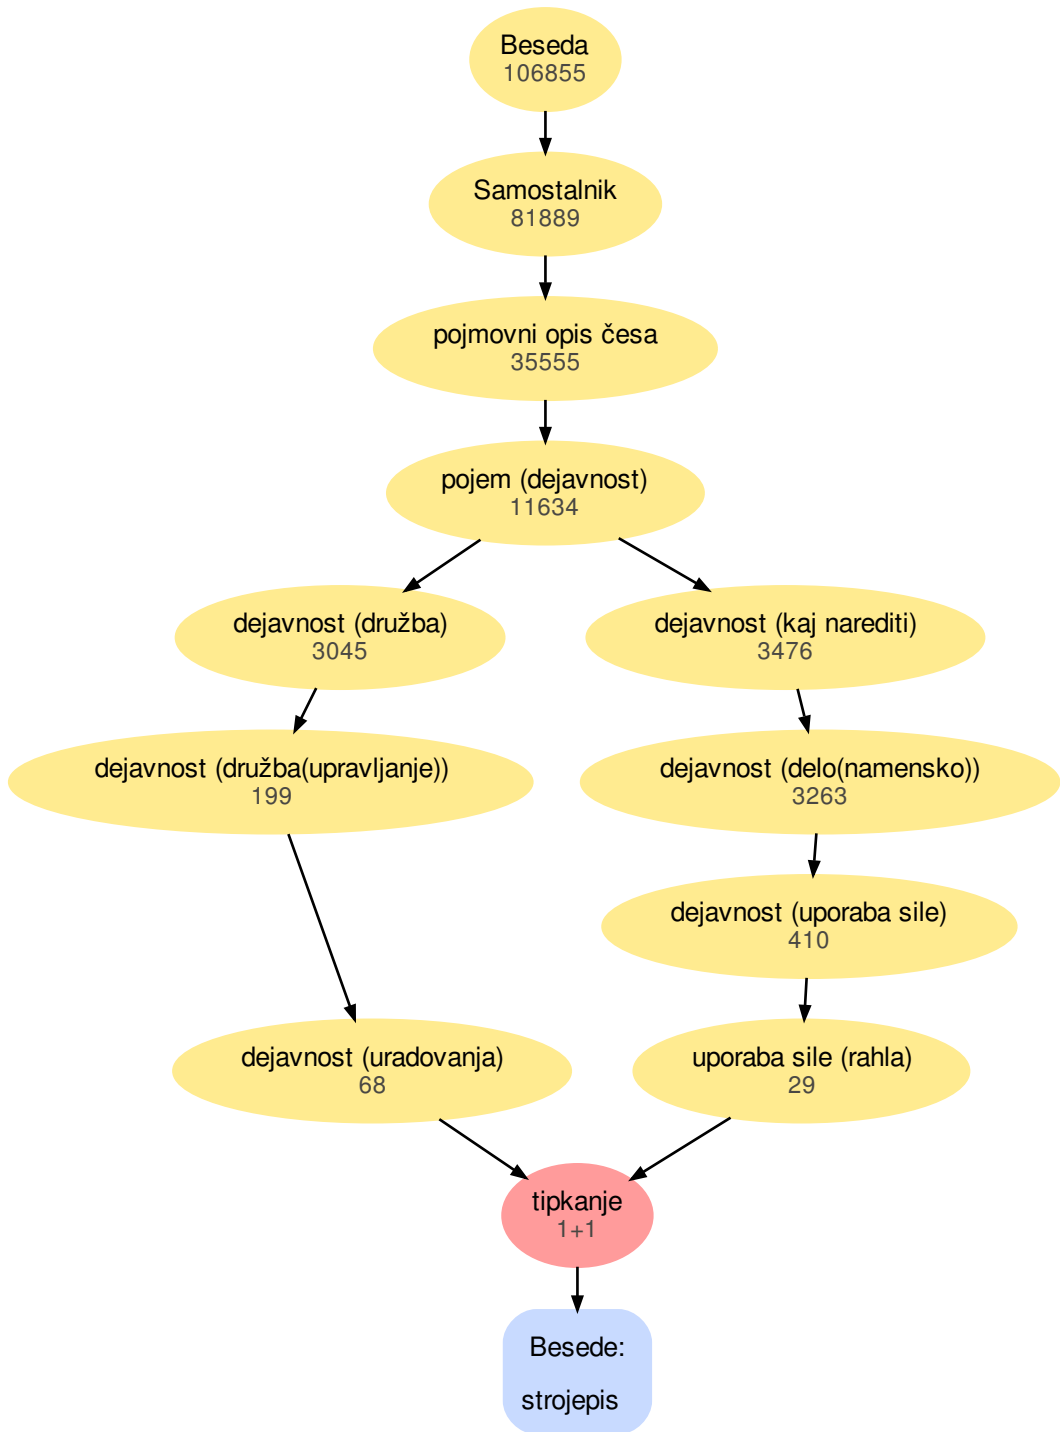 Beseda
106855
Samostalnik
81889
pojmovni opis česa
35555
pojem (dejavnost)
11634
dejavnost (družba)
3045
dejavnost (kaj narediti)
3476
dejavnost (družba(upravljanje))
199
dejavnost (delo(namensko))
3263
dejavnost (uporaba sile)
410
dejavnost (uradovanja)
68
uporaba sile (rahla)
29
tipkanje
1+1
Besede:
strojepis